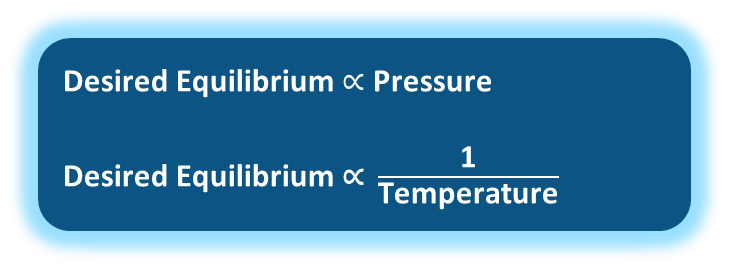 Desired Equilibrium ∝ Pressure
Desired Equilibrium ∝ 1/Temperature